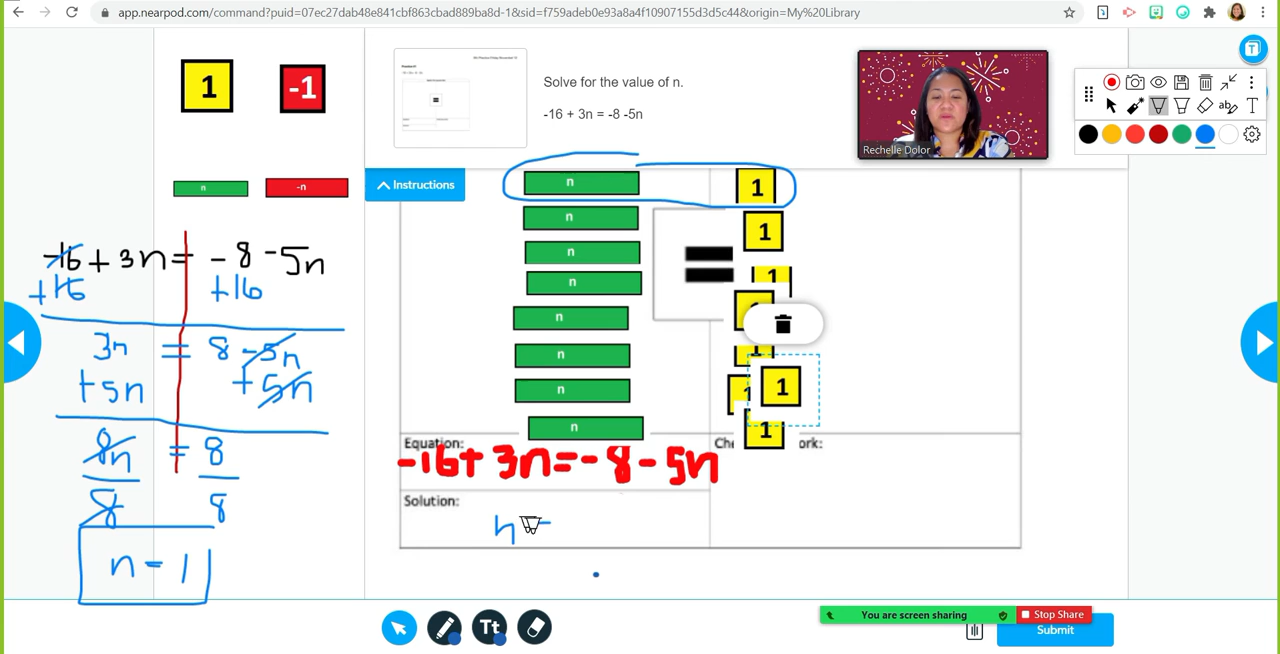 app.nearpod.com/command?puid=07ec27dab48e841cbf863cbad889ba8d-1&sid=f759adeb0e93a8a4f10907155d3d5c44&origin=My%20Library
1 -1
n -n
Solve for the value of n.
-16 + 3n = -8 -5n
Rechelle Dolor
T
ab
T
Instructions
n 1
n 1
n 1
n
n
n 1
n 1
n 1
-16 + 3n = -8 -5n
+16 +16
3n = 8 -5n
+5n +5n
8n = 8
8 8
n = 1
Equation:
-16+ 3n=-8-5n
Solution:
n
Tt
You are screen sharing
Stop Share
Submit